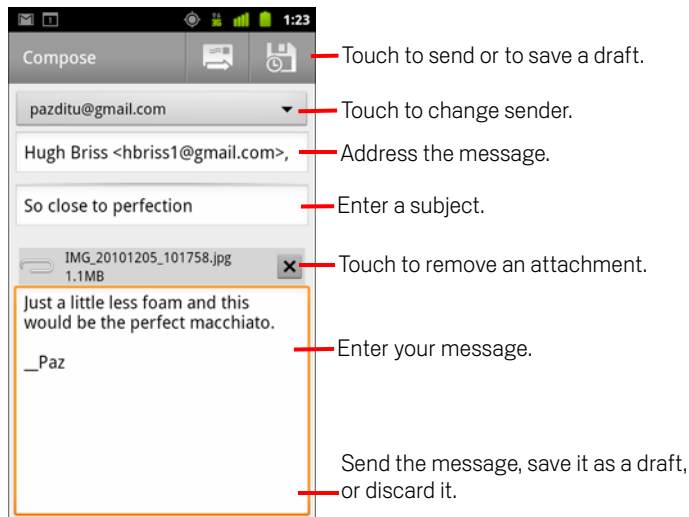 1 3G 1:23
Compose
Touch to send or to save a draft.
pazditu@gmail.com
Touch to change sender.
Hugh Briss <hbriss1@gmail.com>,
Address the message.
So close to perfection
Enter a subject.
IMG_20101205_101758.jpg
1.1MB
Touch to remove an attachment.
Just a little less foam and this
would be the perfect macchiato.
__Paz
Enter your message.
Send the message, save it as a draft,
or discard it.